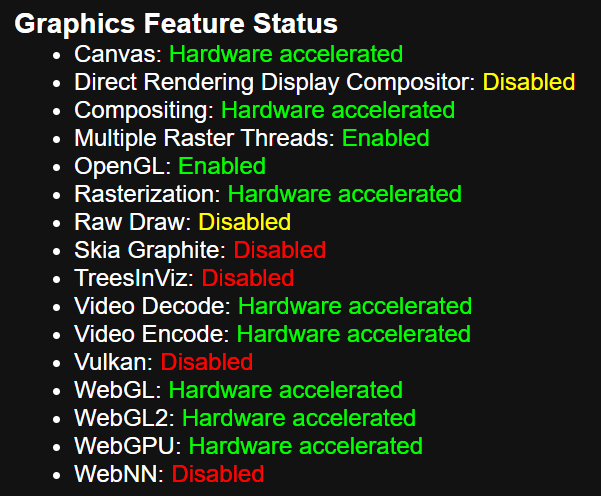 Graphics Feature Status
Canvas: Hardware accelerated
Direct Rendering Display Compositor: Disabled
Compositing: Hardware accelerated
Multiple Raster Threads: Enabled
OpenGL: Enabled
Rasterization: Hardware accelerated
Raw Draw: Disabled
Skia Graphite: Disabled
TreesInViz: Disabled
Video Decode: Hardware accelerated
Video Encode: Hardware accelerated
Vulkan: Disabled
WebGL: Hardware accelerated
WebGL2: Hardware accelerated
WebGPU: Hardware accelerated
WebNN: Disabled